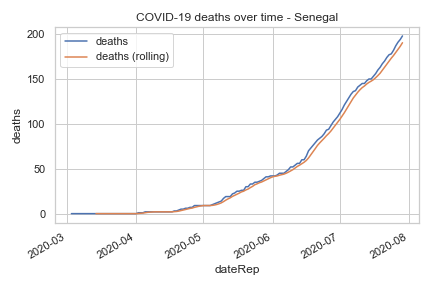 COVID-19 deaths over time - Senegal
deaths
deaths (rolling)
200
150
100
50
0
deaths
2020-03
2020-04
2020-05
2020-06
2020-07
2020-08
dateRep